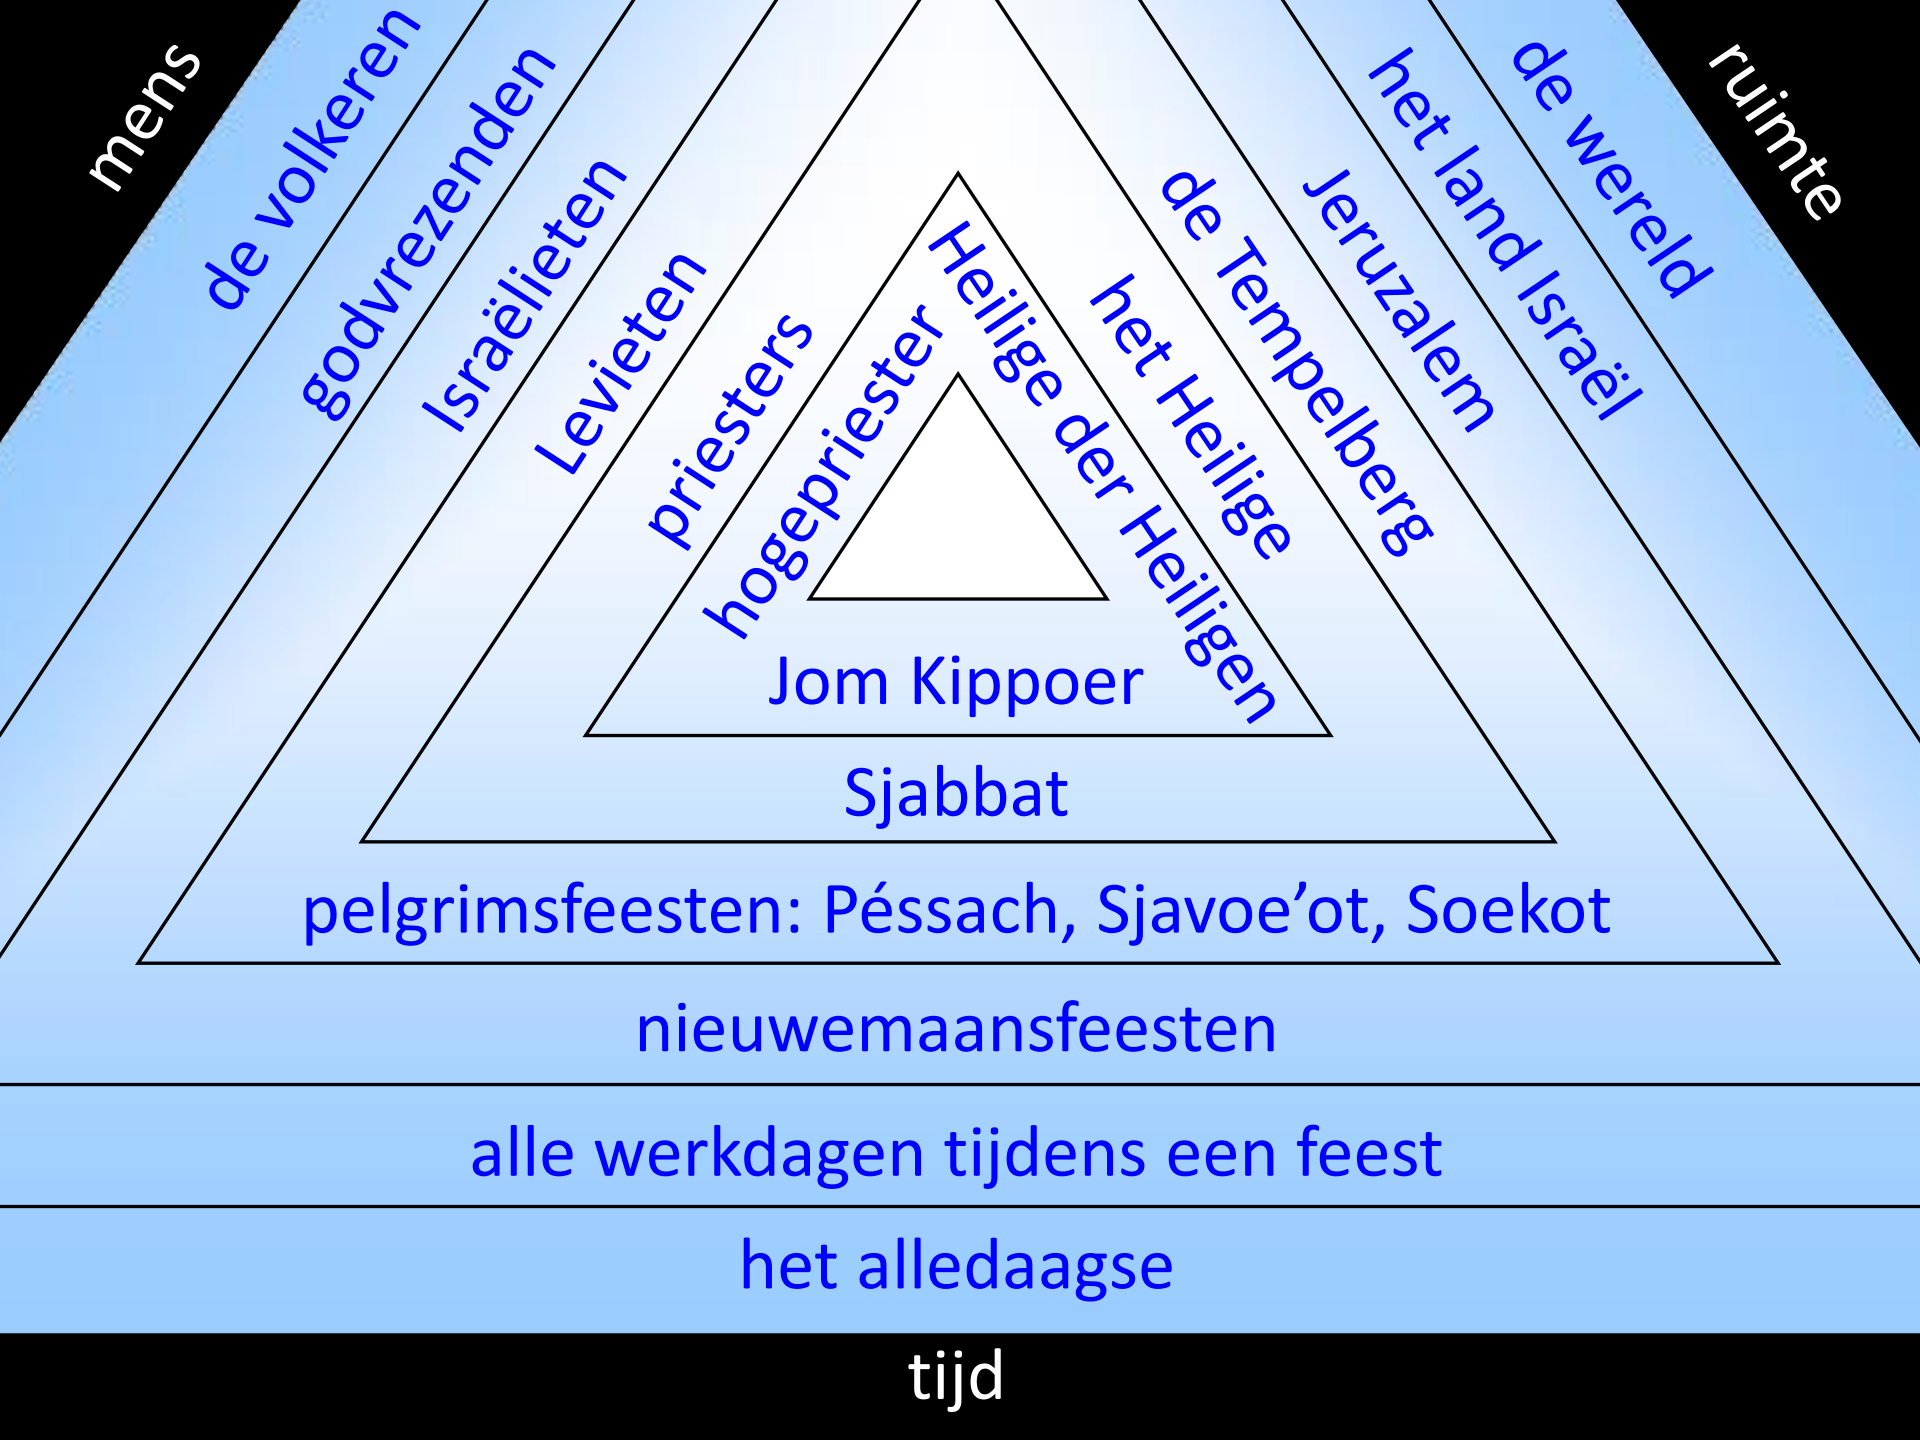 mens
de volkeren
godvrezenden
Israëlieten
Levieten
priesters
hogepriester
Heilige der Heiligen
het Heilige
de Tempelberg
Jeruzalem
het land Israël
de wereld
ruimte
Jom Kippoer
Sjabbat
pelgrimsfeesten: Péssach, Sjavoe’ot, Soekot
nieuwemaansfeesten
alle werkdagen tijdens een feest
het alledaagse
tijd